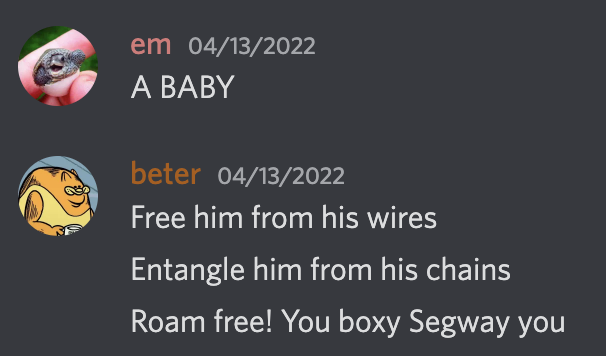 em 04/13/2022
A BABY
beter 04/13/2022
Free him from his wires
Entangle him from his chains
Roam free! You boxy Segway you